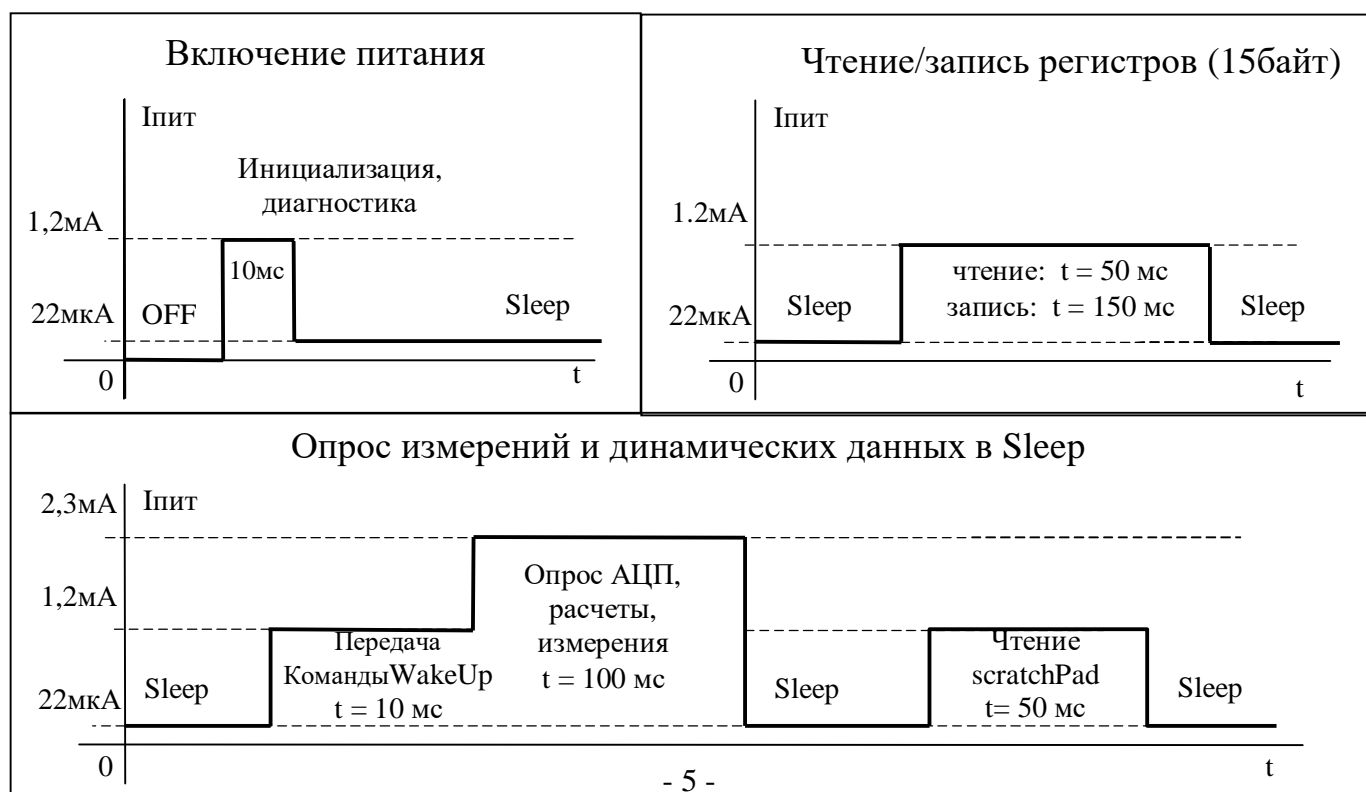 Включение питания
Iпит
Инициализация,
диагностика
1,2мА
10мс
22мкА
OFF
Sleep
0
t
Чтение/запись регистров (15байт)
Iпит
1.2мА
чтение: t = 50 мс
запись: t = 150 мс
22мкА
Sleep
Sleep
0
t
Опрос измерений и динамических данных в Sleep
2,3мА
Iпит
1,2мА
22мкА
Sleep
Передача
КомандыWakeUp
t = 10 мс
Опрос АЦП,
расчеты,
измерения
t = 100 мс
Sleep
Чтение
scratchPad
t= 50 мс
Sleep
0
t
- 5 -